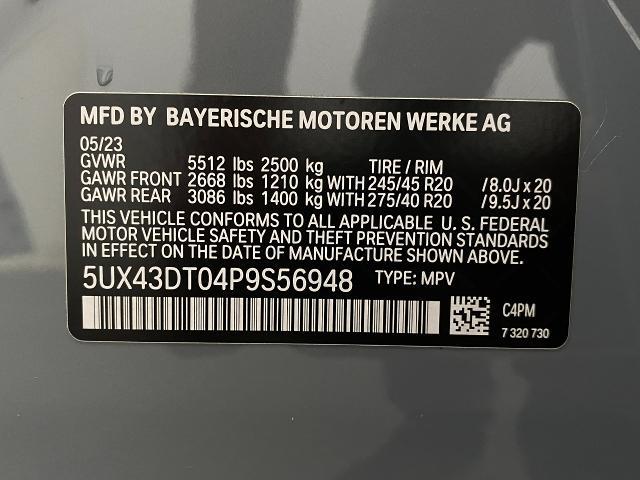 MFD BY BAYERISCHE MOTOREN WERKE AG
05/23
GVWR 5512 lbs 2500 kg TIRE / RIM
GAWR FRONT 2668 lbs 1210 kg WITH 245/45 R20 /8.0J x 20
GAWR REAR 3086 lbs 1400 kg WITH 275/40 R20 /9.5J x 20
THIS VEHICLE CONFORMS TO ALL APPLICABLE U. S. FEDERAL
MOTOR VEHICLE SAFETY AND THEFT PREVENTION STANDARDS
IN EFFECT ON THE DATE OF MANUFACTURE SHOWN ABOVE.
5UX43DT04P9S56948 TYPE: MPV
C4PM
7 320 730